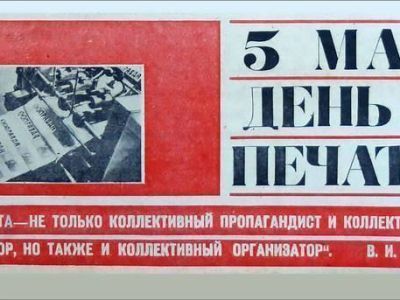 5 МА
ДЕНЬ
ПЕЧАТ
ТА—НЕ ТОЛЬКО КОЛЛЕКТИВНЫЙ ПРОПАГАНДИСТ И КОЛЛЕКТ
ОР, НО ТАКЖЕ И КОЛЛЕКТИВНЫЙ ОРГАНИЗАТОР". В. И.